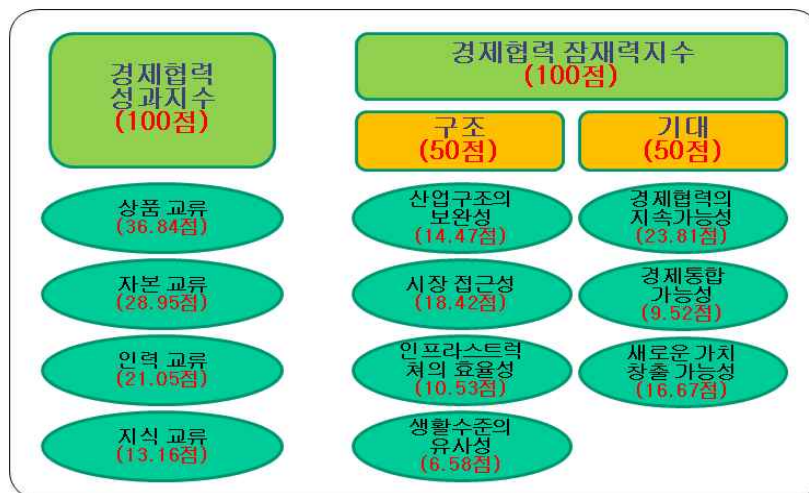 경제협력
성과지수
(100점)
상품 교류
(36.84점)
자본 교류
(28.95점)
인력 교류
(21.05점)
지식 교류
(13.16점)
경제협력 잠재력지수
(100점)
구조
(50점)
산업구조의
보완성
(14.47점)
시장 접근성
(18.42점)
인프라스트럭
쳐의 효율성
(10.53점)
생활수준의
유사성
(6.58점)
기대
(50점)
경제협력의
지속가능성
(23.81점)
경제통합
가능성
(9.52점)
새로운 가치
창출 가능성
(16.67점)